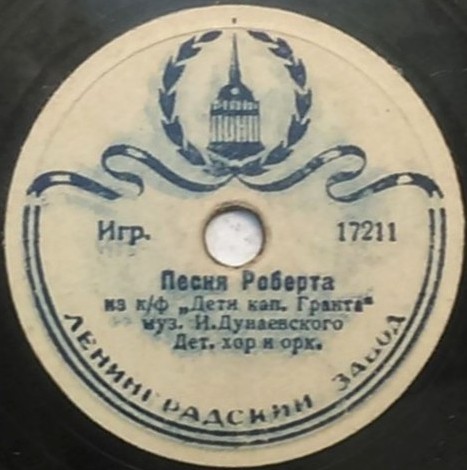 Игр. 17211
Песня Роберта
из к/ф „Дети кап. Гранта"
муз. И.Дунаевского
Дет. хор и орк.
ЛЕНИНГРАДСКИЙ ЗАВОД